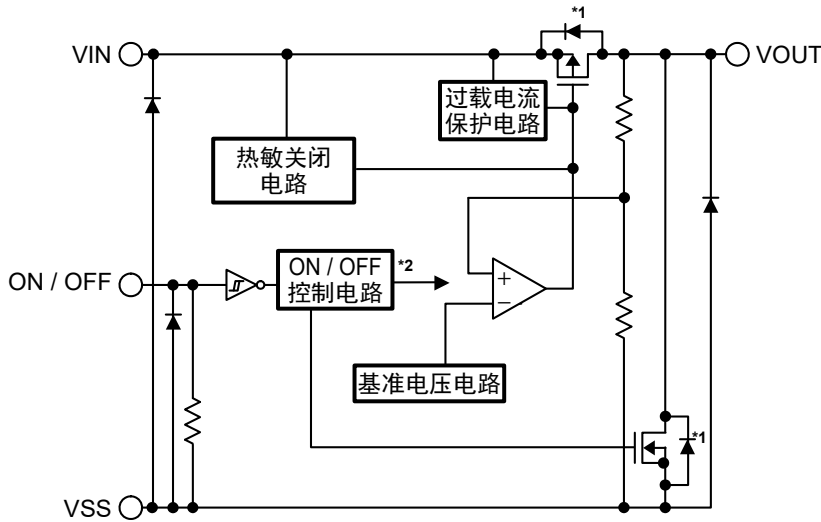 *1
VIN
VOUT
过载电流
保护电路
热敏关闭
电路
ON / OFF
ON / OFF
控制电路
*2
+
−
基准电压电路
*1
VSS